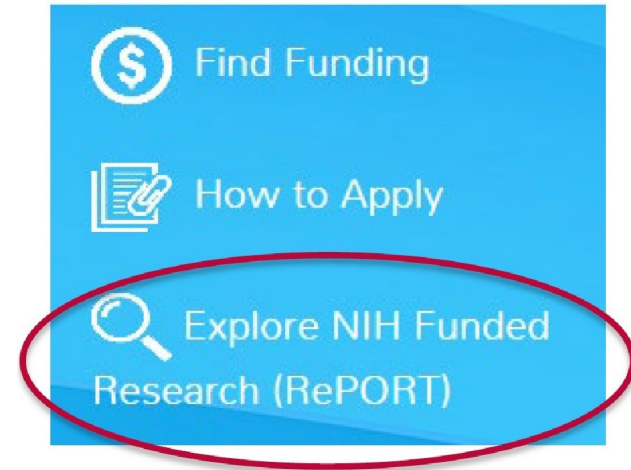 $ Find Funding
How to Apply
Explore NIH Funded
Research (RePORT)